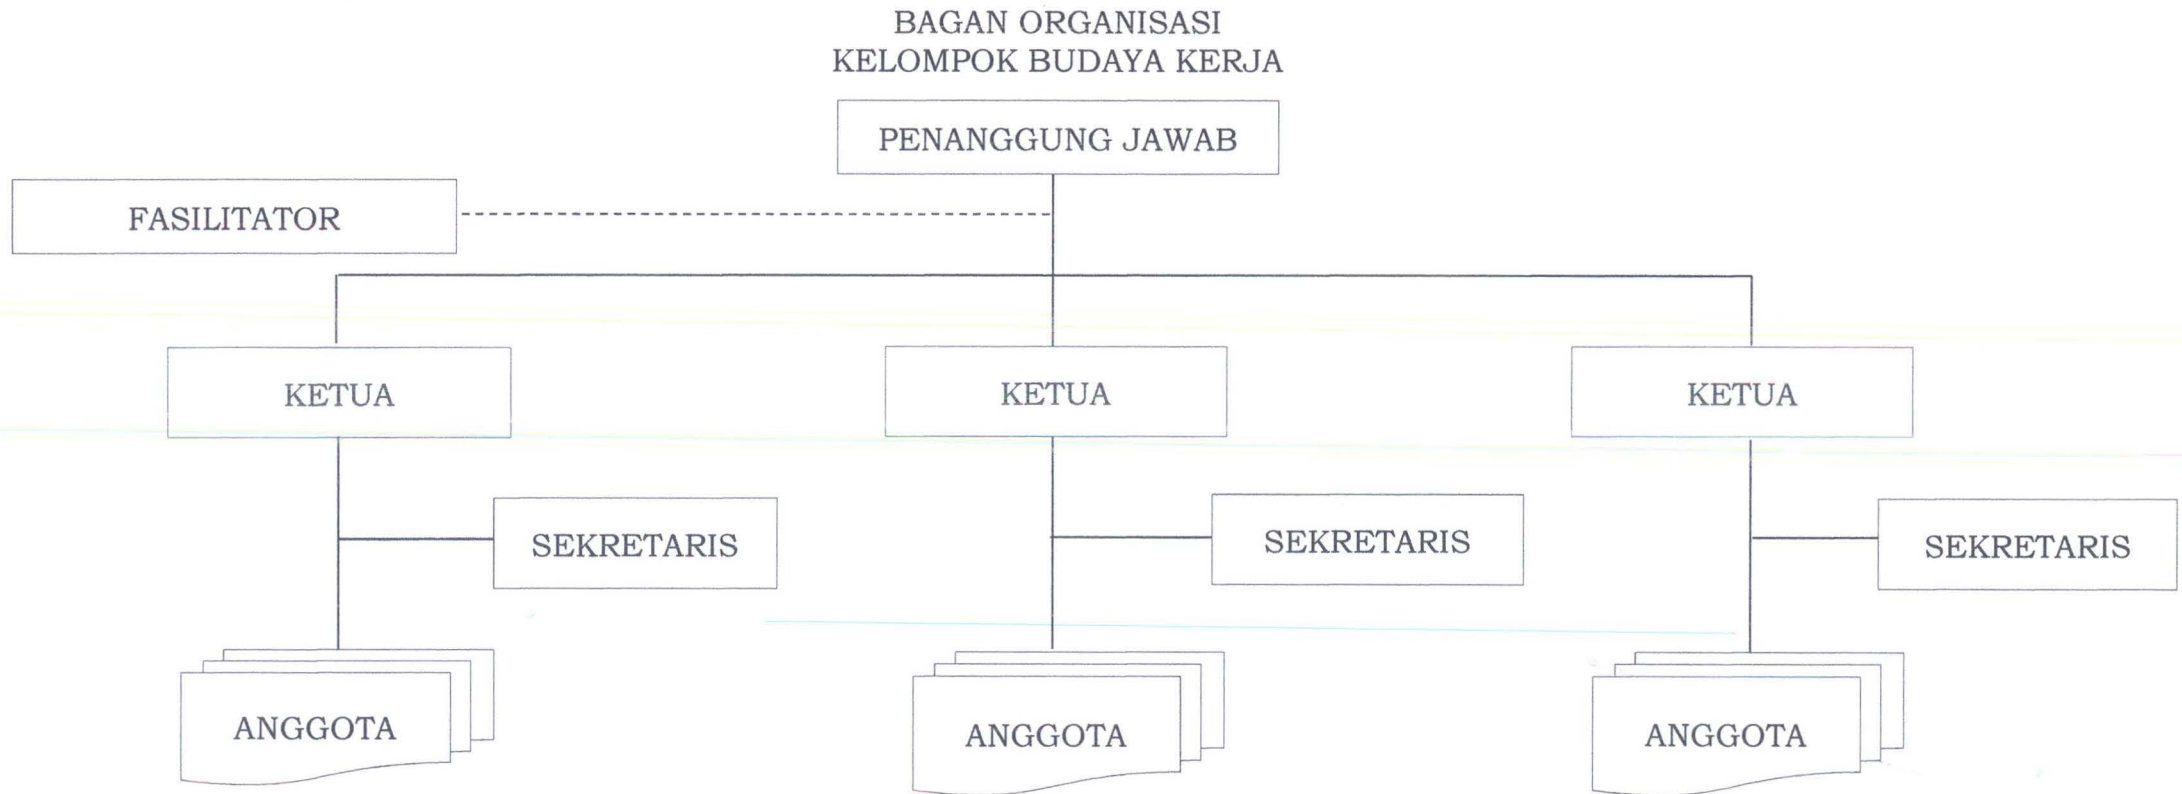 BAGAN ORGANISASI
KELOMPOK BUDAYA KERJA
PENANGGUNG JAWAB
FASILITATOR
KETUA
KETUA
KETUA
SEKRETARIS
SEKRETARIS
SEKRETARIS
ANGGOTA
ANGGOTA
ANGGOTA